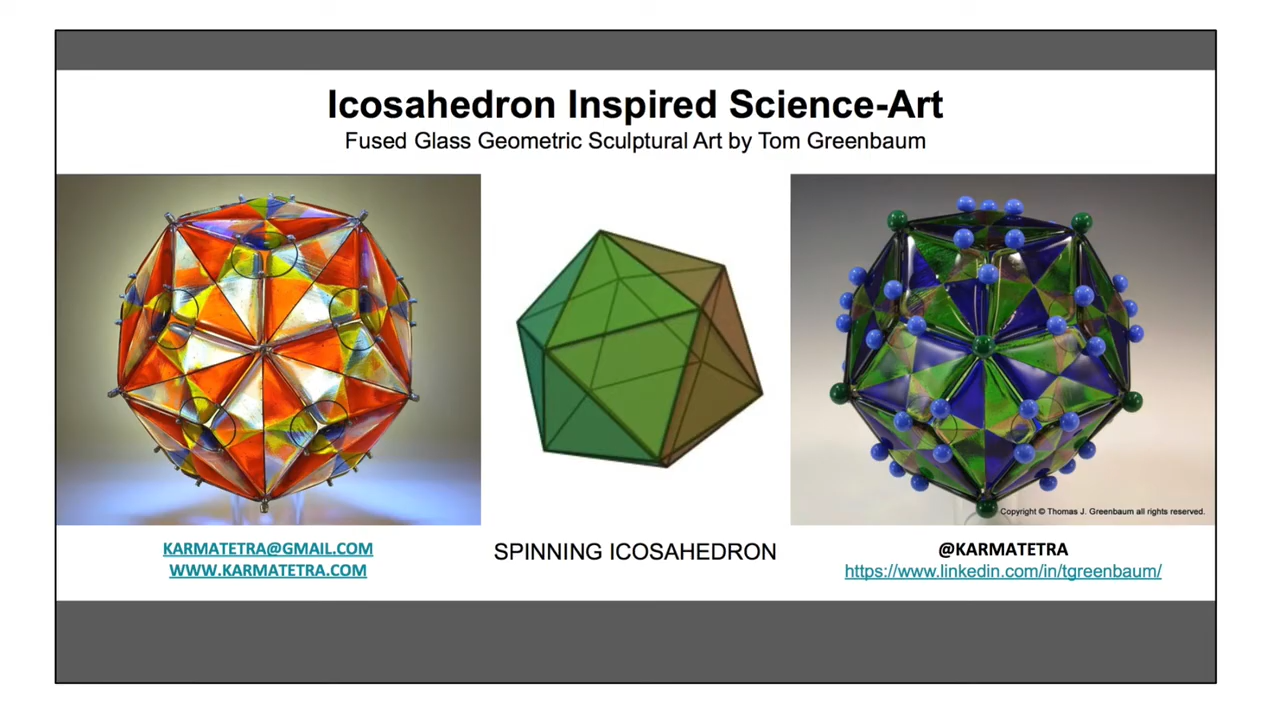 Icosahedron Inspired Science-Art
Fused Glass Geometric Sculptural Art by Tom Greenbaum
Copyright © Thomas J. Greenbaum all rights reserved.
KARMATETRA@GMAIL.COM
WWW.KARMATETRA.COM
SPINNING ICOSAHEDRON
@KARMATETRA
https://www.linkedin.com/in/tgreenbaum/